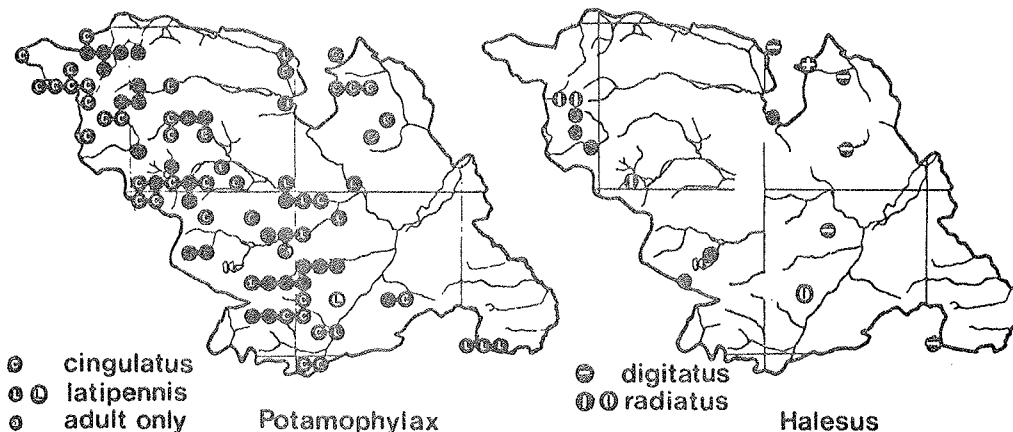 cingulatus
latipennis
adult only
Potamophylax
digitatus
radiatus
Halesus